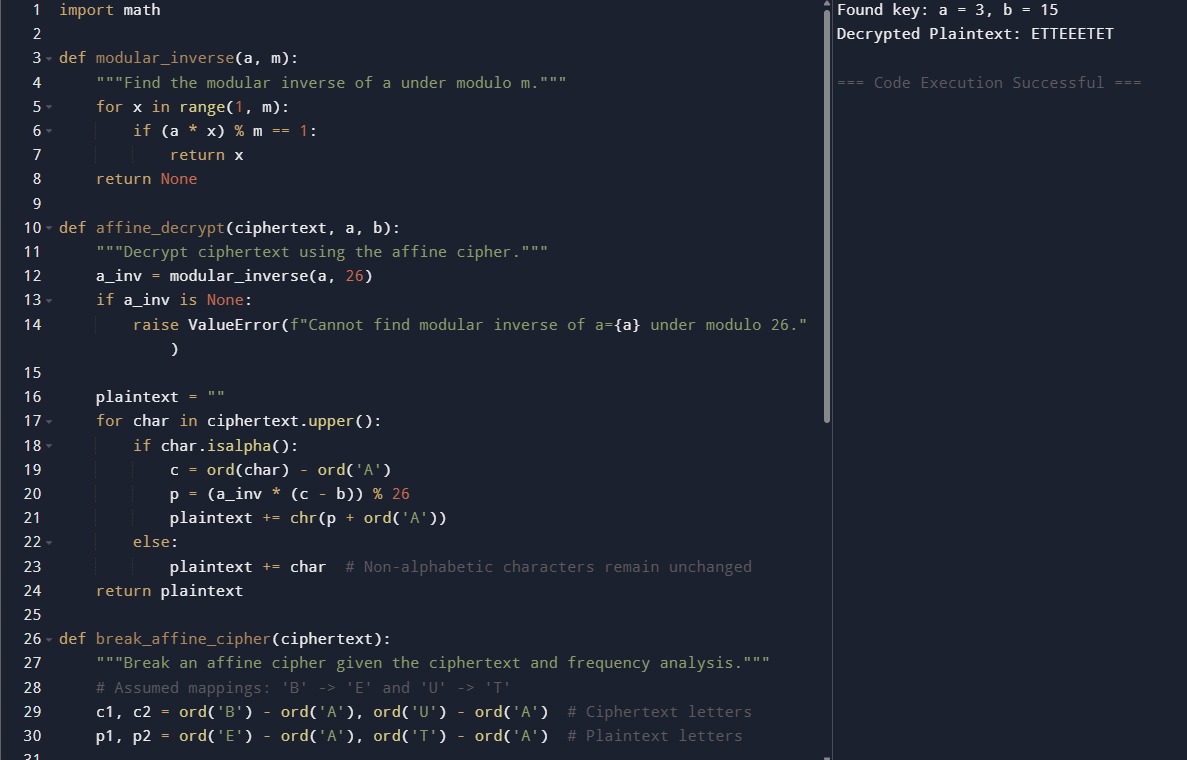 1 import math
2
3 def modular_inverse(a, m):
4     """Find the modular inverse of a under modulo m."""
5     for x in range(1, m):
6         if (a * x) % m == 1:
7             return x
8     return None
9
10 def affine_decrypt(ciphertext, a, b):
11     """Decrypt ciphertext using the affine cipher."""
12     a_inv = modular_inverse(a, 26)
13     if a_inv is None:
14         raise ValueError(f"Cannot find modular inverse of a={a} under modulo 26."
            )
15
16     plaintext = ""
17     for char in ciphertext.upper():
18         if char.isalpha():
19             c = ord(char) - ord('A')
20             p = (a_inv * (c - b)) % 26
21             plaintext += chr(p + ord('A'))
22         else:
23             plaintext += char  # Non-alphabetic characters remain unchanged
24     return plaintext
25
26 def break_affine_cipher(ciphertext):
27     """Break an affine cipher given the ciphertext and frequency analysis."""
28     # Assumed mappings: 'B' -> 'E' and 'U' -> 'T'
29     c1, c2 = ord('B') - ord('A'), ord('U') - ord('A')  # Ciphertext letters
30     p1, p2 = ord('E') - ord('A'), ord('T') - ord('A')  # Plaintext letters
31
Found key: a = 3, b = 15
Decrypted Plaintext: ETTEEETET
=== Code Execution Successful ===